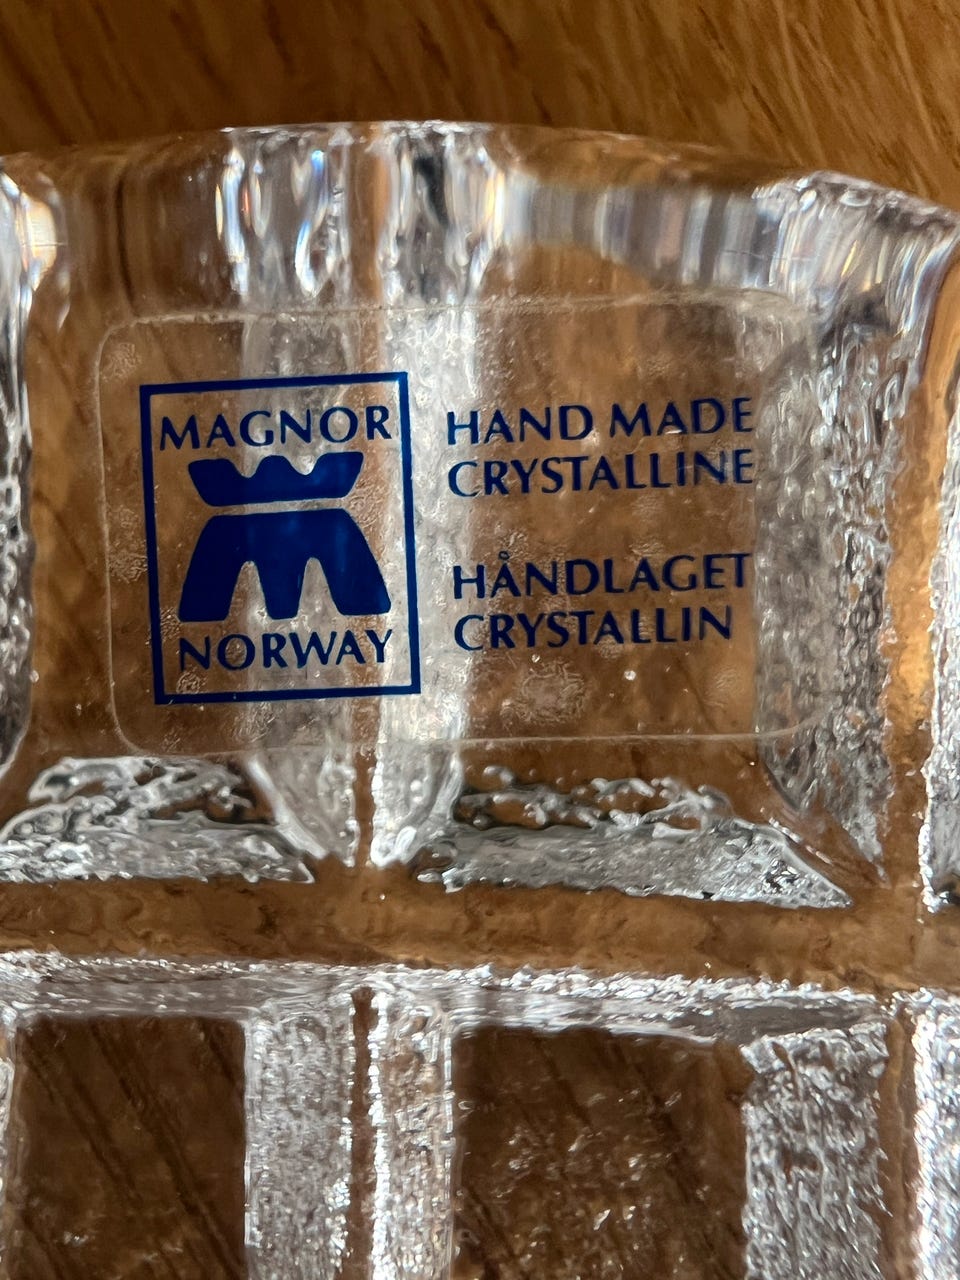 MAGNOR
NORWAY
HAND MADE
CRYSTALLINE
HÅNDLAGET
CRYSTALLIN